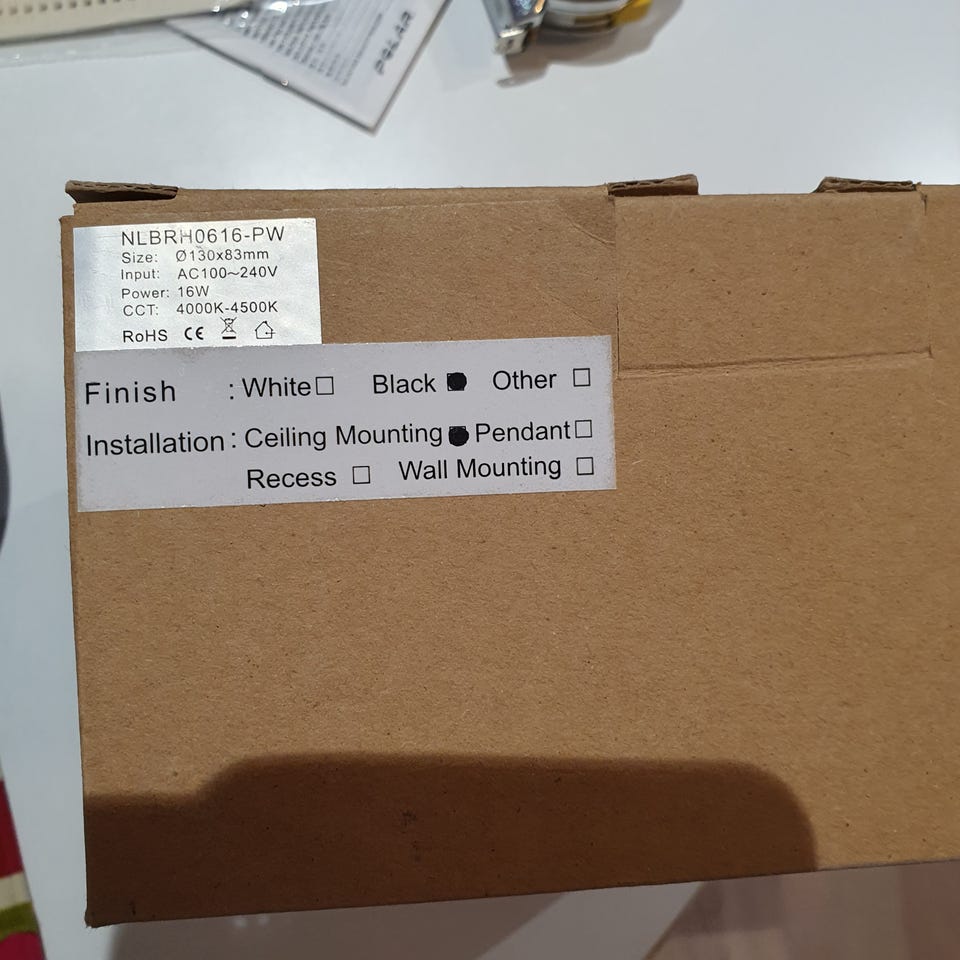 POLAR
NLBRH0616-PW
Size: Ø130x83mm
Input: AC100~240V
Power: 16W
CCT: 4000K-4500K
RoHS CE
Finish : White☐ Black ■ Other ☐
Installation : Ceiling Mounting ■ Pendant☐
Recess ☐ Wall Mounting ☐